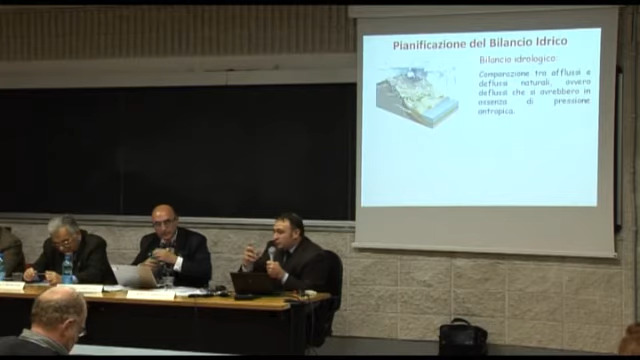 Pianificazione del Bilancio Idrico
Bilancio idrologico:
Comparazione tra afflussi e
deflussi naturali, ovvero
deflussi che si avrebbero in
assenza di pressione
antropica.